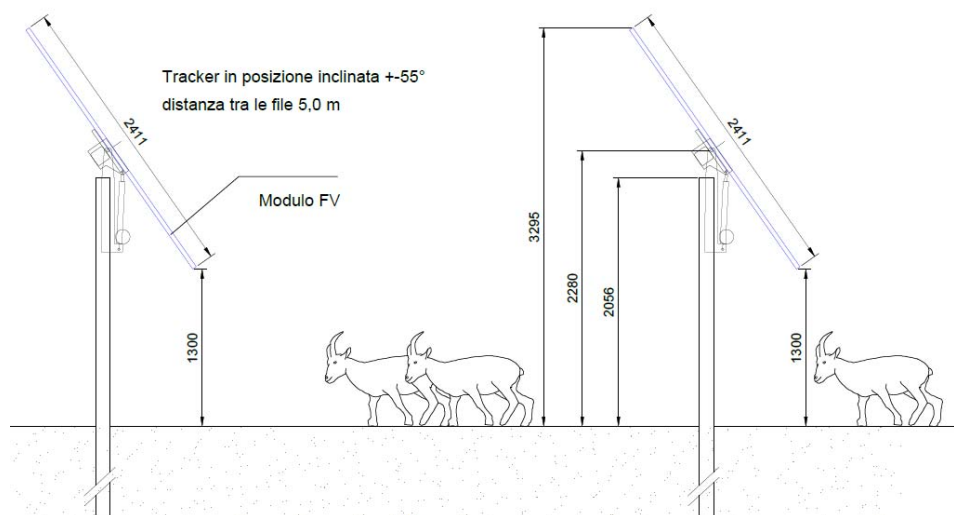 Tracker in posizione inclinata +-55°
distanza tra le file 5,0 m
2411
Modulo FV
1300
3295
2280
2056
2411
1300